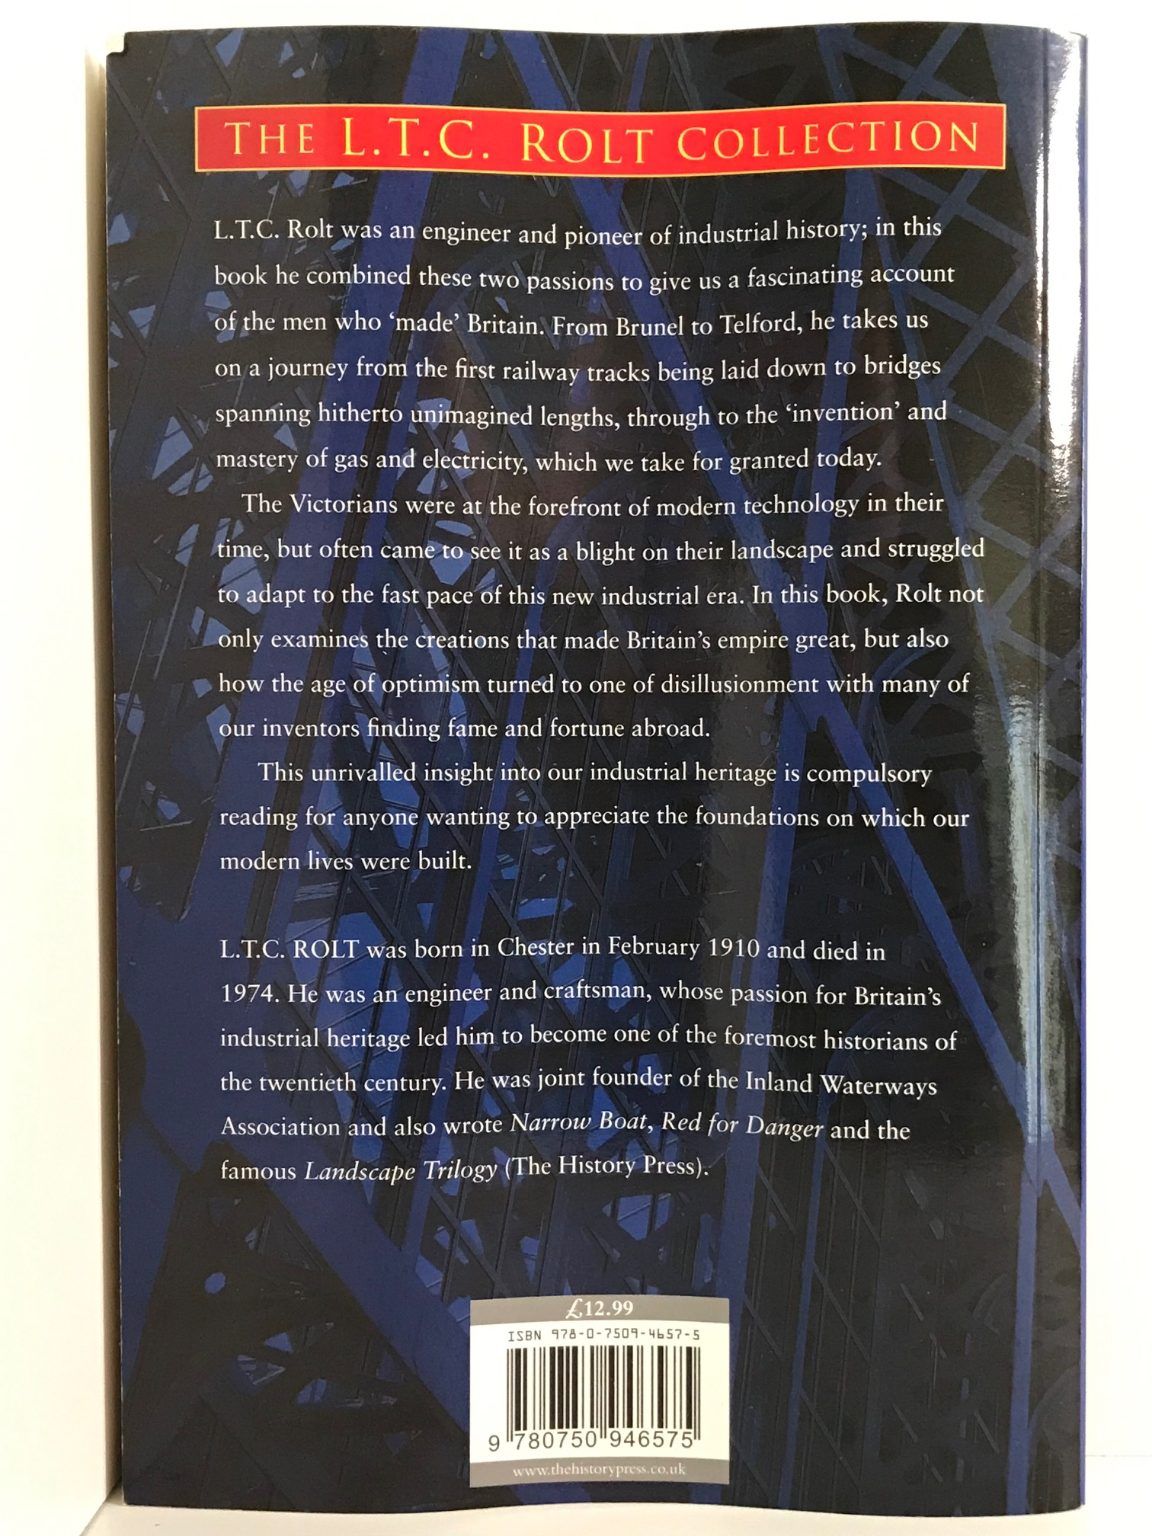 THE L.T.C. ROLT COLLECTION
L.T.C. Rolt was an engineer and pioneer of industrial history; in this
book he combined these two passions to give us a fascinating account
of the men who ‘made’ Britain. From Brunel to Telford, he takes us
on a journey from the first railway tracks being laid down to bridges
spanning hitherto unimagined lengths, through to the ‘invention’ and
mastery of gas and electricity, which we take for granted today.
The Victorians were at the forefront of modern technology in their
time, but often came to see it as a blight on their landscape and struggled
to adapt to the fast pace of this new industrial era. In this book, Rolt not
only examines the creations that made Britain’s empire great, but also
how the age of optimism turned to one of disillusionment with many of
our inventors finding fame and fortune abroad.
This unrivalled insight into our industrial heritage is compulsory
reading for anyone wanting to appreciate the foundations on which our
modern lives were built.
L.T.C. ROLT was born in Chester in February 1910 and died in
1974. He was an engineer and craftsman, whose passion for Britain’s
industrial heritage led him to become one of the foremost historians of
the twentieth century. He was joint founder of the Inland Waterways
Association and also wrote Narrow Boat, Red for Danger and the
famous Landscape Trilogy (The History Press).
£12.99
ISBN 978-0-7509-4657-5
9 780750 946575
www.thehistorypress.co.uk